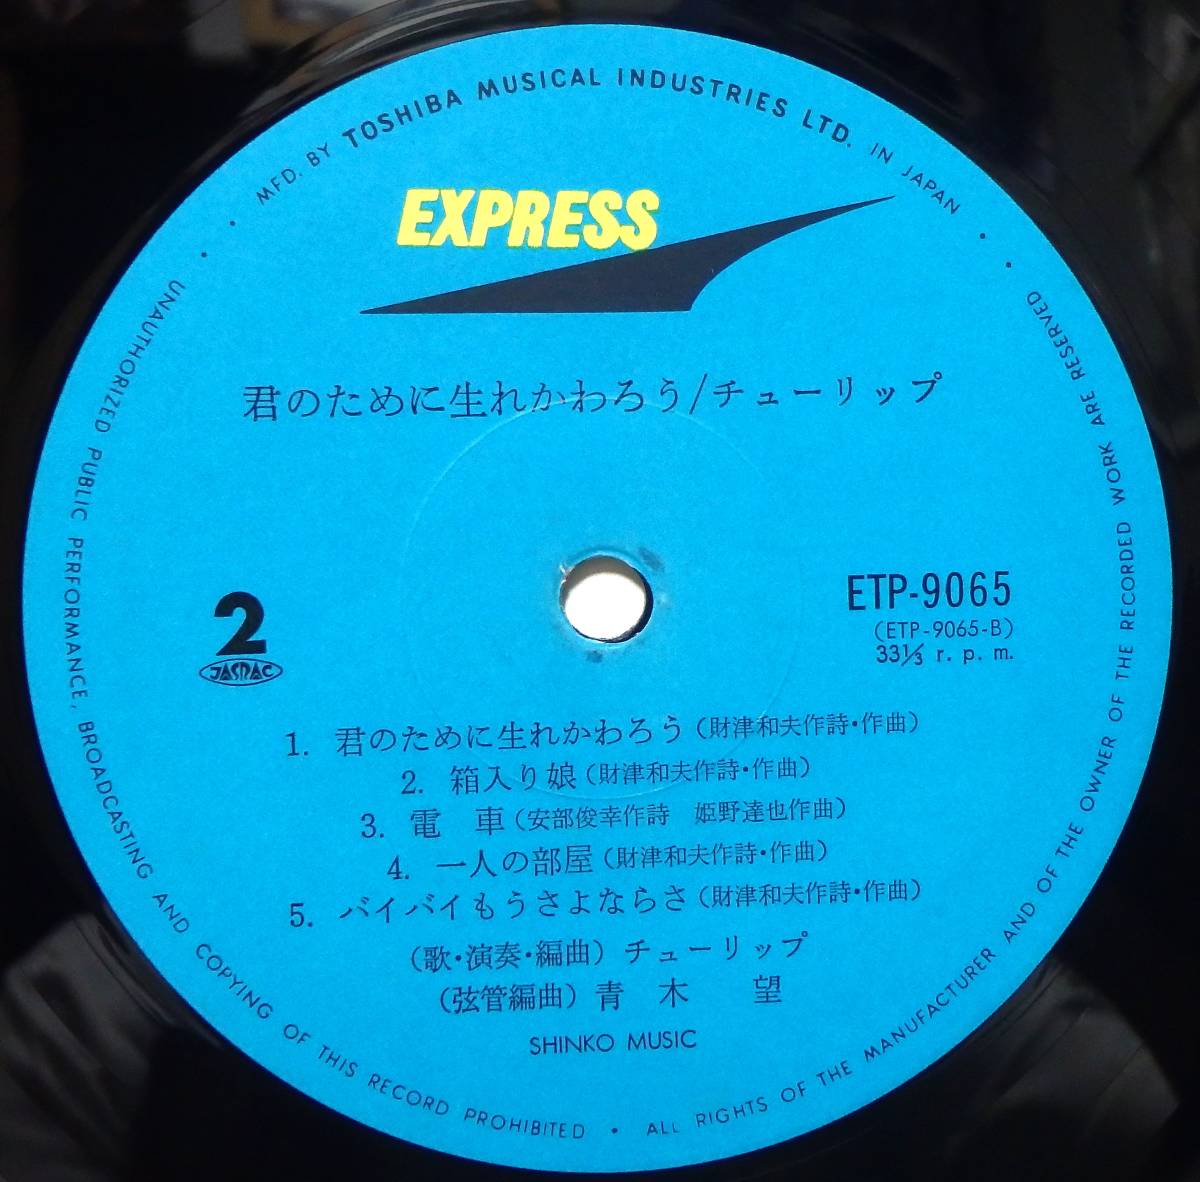 MFD. BY TOSHIBA MUSICAL INDUSTRIES LTD. IN JAPAN
EXPRESS
君のために生れかわろう/チューリップ
2
JASRAC
ETP-9065
(ETP-9065-B)
33⅓ r. p. m.
1. 君のために生れかわろう(財津和夫作詩・作曲)
2. 箱入り娘(財津和夫作詩・作曲)
3. 電 車(安部俊幸作詩 姫野達也作曲)
4. 一人の部屋(財津和夫作詩・作曲)
5. バイバイもうさよならさ(財津和夫作詩・作曲)
(歌・演奏・編曲)チューリップ
(弦管編曲)青 木 望
SHINKO MUSIC
UNAUTHORIZED PUBLIC PERFORMANCE, BROADCASTING AND COPYING OF THIS RECORD PROHIBITED • ALL RIGHTS OF THE MANUFACTURER AND OF THE OWNER OF THE RECORDED WORK ARE RESERVED